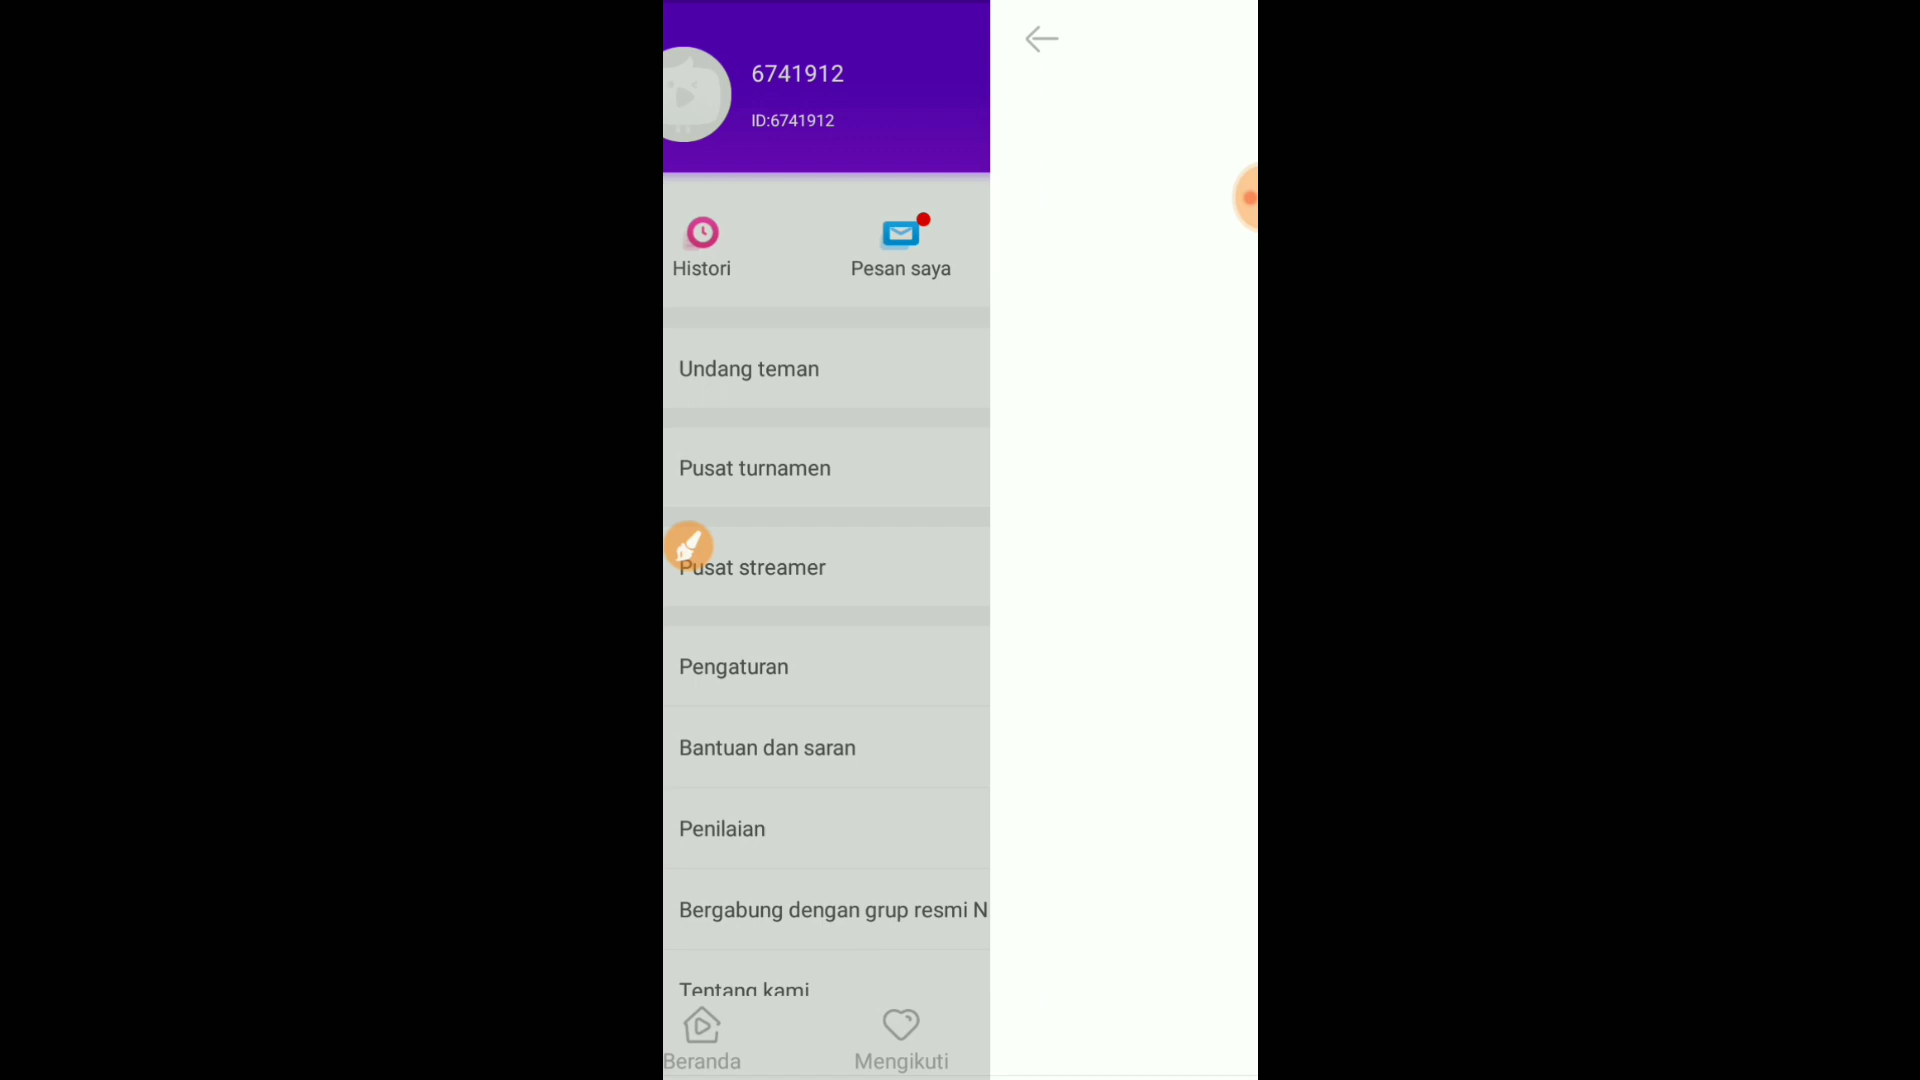 6741912
ID:6741912
Histori
Pesan saya
Undang teman
Pusat turnamen
Pusat streamer
Pengaturan
Bantuan dan saran
Penilaian
Bergabung dengan grup resmi N
Tentang kami
Beranda
Mengikuti